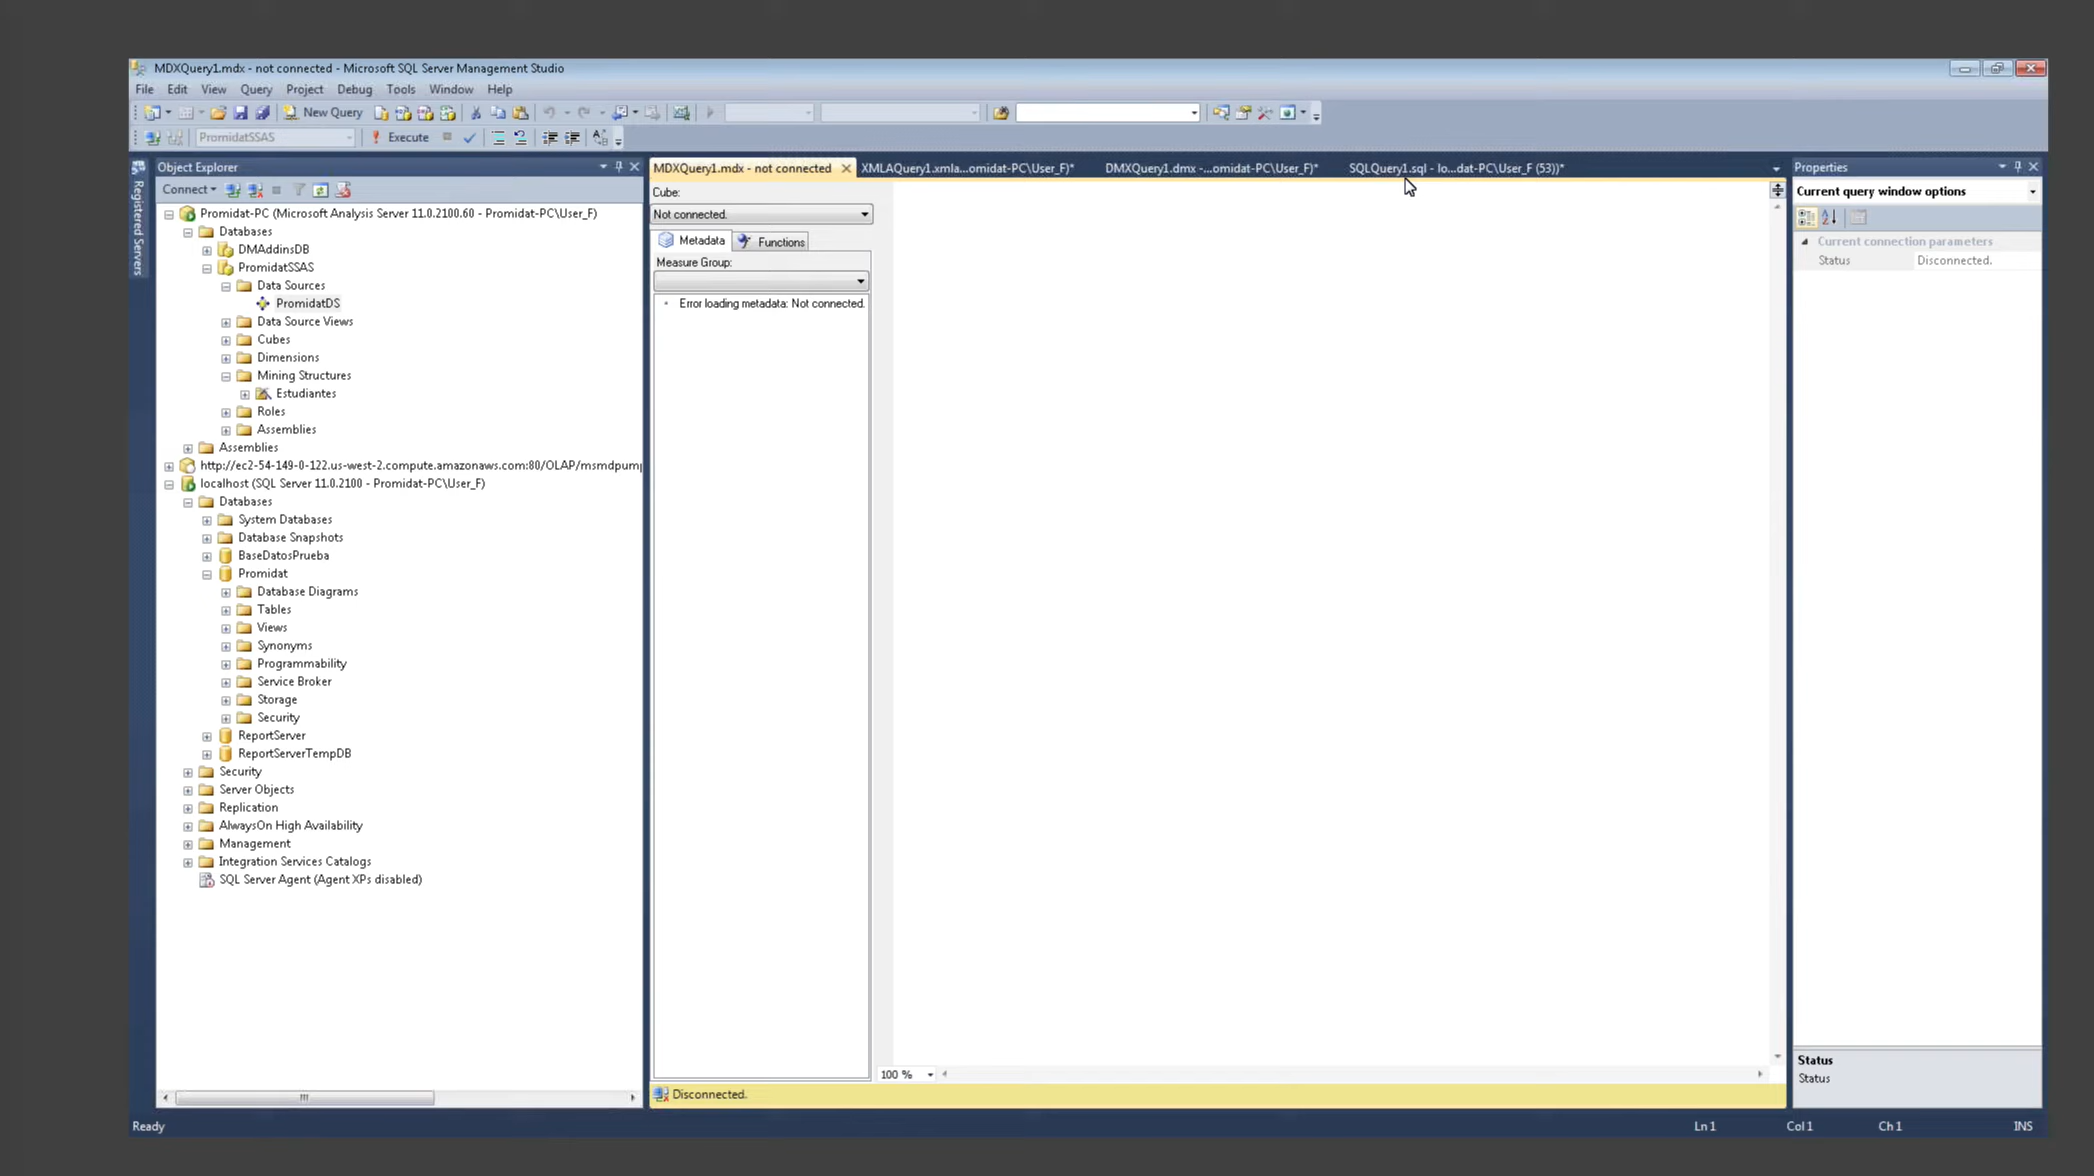 MDXQuery1.mdx - not connected - Microsoft SQL Server Management Studio
File Edit View Query Project Debug Tools Window Help
New Query
PromidatSSAS Execute
Registered Servers
Object Explorer
Connect
Promidat-PC (Microsoft Analysis Server 11.0.2100.60 - Promidat-PC\User_F)
Databases
DMAddinsDB
PromidatSSAS
Data Sources
PromidatDS
Data Source Views
Cubes
Dimensions
Mining Structures
Estudiantes
Roles
Assemblies
Assemblies
http://ec2-54-149-0-122.us-west-2.compute.amazonaws.com:80/OLAP/msmdpump
localhost (SQL Server 11.0.2100 - Promidat-PC\User_F)
Databases
System Databases
Database Snapshots
BaseDatosPrueba
Promidat
Database Diagrams
Tables
Views
Synonyms
Programmability
Service Broker
Storage
Security
ReportServer
ReportServerTempDB
Security
Server Objects
Replication
AlwaysOn High Availability
Management
Integration Services Catalogs
SQL Server Agent (Agent XPs disabled)
MDXQuery1.mdx - not connected XMLAQuery1.xmla...omidat-PC\User_F)* DMXQuery1.dmx -...omidat-PC\User_F)* SQLQuery1.sql - lo...dat-PC\User_F (53))*
Cube:
Not connected.
Metadata Functions
Measure Group:
Error loading metadata: Not connected.
100 %
Disconnected.
Properties
Current query window options
Current connection parameters
Status Disconnected.
Status
Status
Ready Ln 1 Col 1 Ch 1 INS